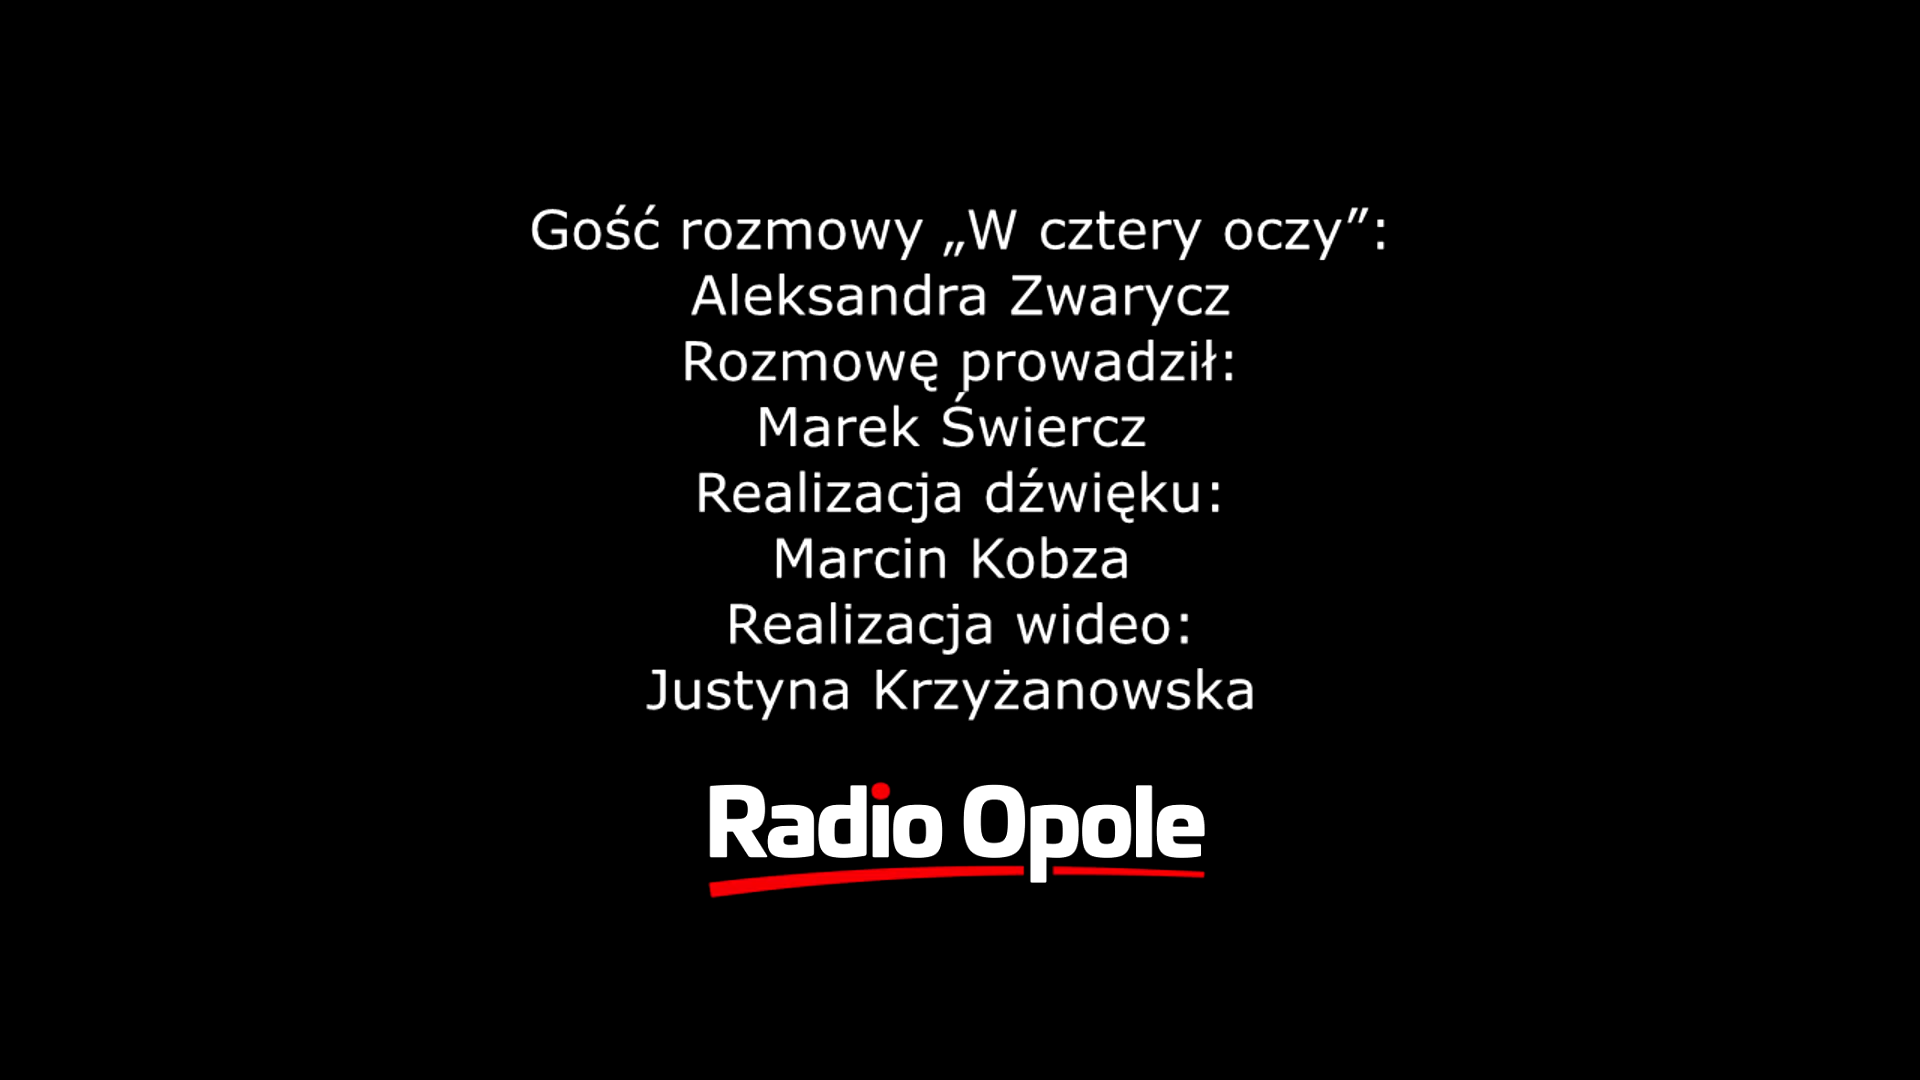 Gość rozmowy „W cztery oczy”:
Aleksandra Zwarycz
Rozmowę prowadził:
Marek Świercz
Realizacja dźwięku:
Marcin Kobza
Realizacja wideo:
Justyna Krzyżanowska
Radio Opole